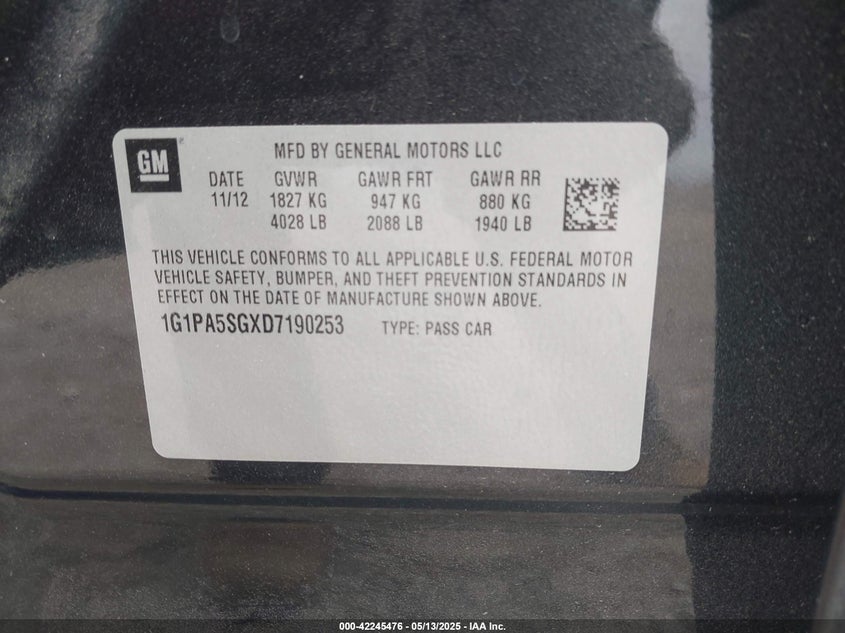 GM
MFD BY GENERAL MOTORS LLC
DATE GVWR GAWR FRT GAWR RR
11/12 1827 KG 947 KG 880 KG
4028 LB 2088 LB 1940 LB
THIS VEHICLE CONFORMS TO ALL APPLICABLE U.S. FEDERAL MOTOR
VEHICLE SAFETY, BUMPER, AND THEFT PREVENTION STANDARDS IN
EFFECT ON THE DATE OF MANUFACTURE SHOWN ABOVE.
1G1PA5SGXD7190253 TYPE: PASS CAR
000-42245476 - 05/13/2025 - IAA Inc.